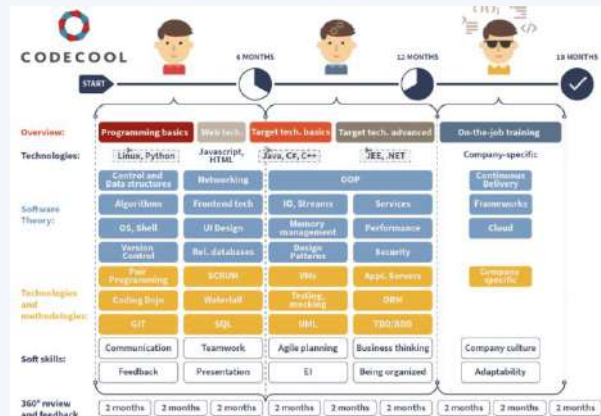 CODECOOL
START
6 MONTHS
12 MONTHS
18 MONTHS
Overview:
Programming basics
Web tech.
Target tech. basics
Target tech. advanced
On-the-job training
Technologies:
Linux, Python
Javascript,
HTML
Java, C#, C++
JEE, .NET
Company-specific
Software
Theory:
Control and
Data structures
Networking
OOP
Continuous
Delivery
Algorithms
Frontend tech
IO, Streams
Services
Frameworks
OS, Shell
UI Design
Memory
management
Performance
Cloud
Version
Control
Rel. databases
Design
Patterns
Security
Technologies
and
methodologies:
Pair
Programming
SCRUM
VMs
Appl. Servers
Company
specific
Coding Dojo
Waterfall
Testing,
mocking
ORM
GIT
SQL
UML
TDD/BDD
Soft skills:
Communication
Teamwork
Agile planning
Business thinking
Company culture
Feedback
Presentation
EI
Being organized
Adaptability
360° review
and feedback
2 months
2 months
2 months
2 months
2 months
2 months
2 months
2 months
2 months